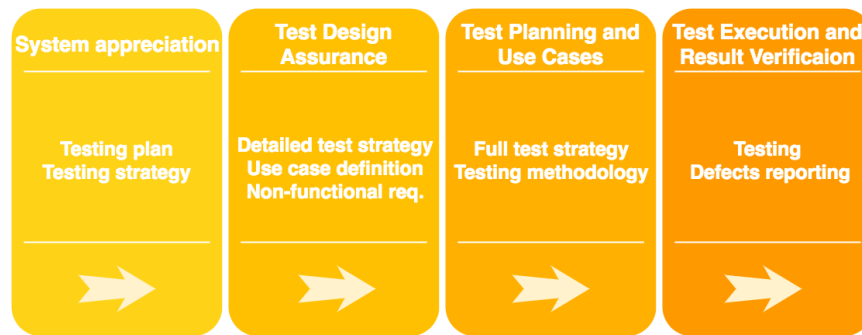 System appreciation
Testing plan
Testing strategy
Test Design
Assurance
Detailed test strategy
Use case definition
Non-functional req.
Test Planning and
Use Cases
Full test strategy
Testing methodology
Test Execution and
Result Verificaion
Testing
Defects reporting